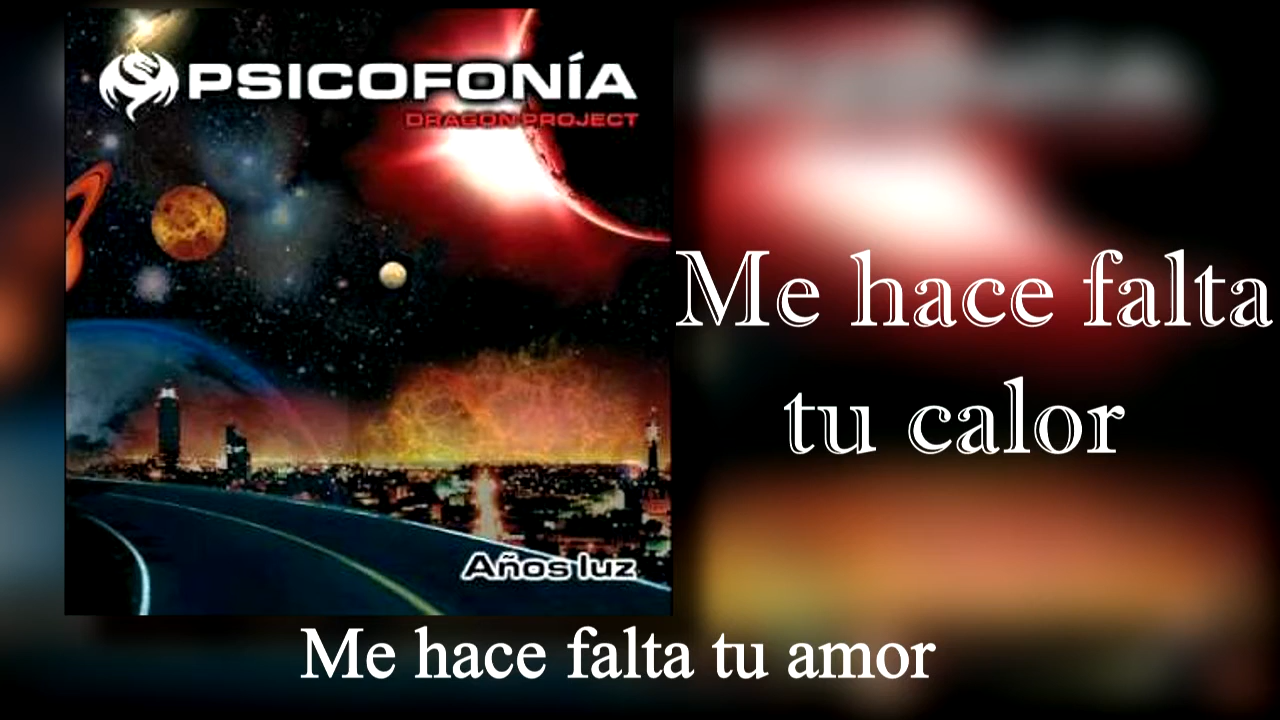 PSICOFONÍA
DRAGON PROJECT
Años luz
Me hace falta
tu calor
Me hace falta tu amor